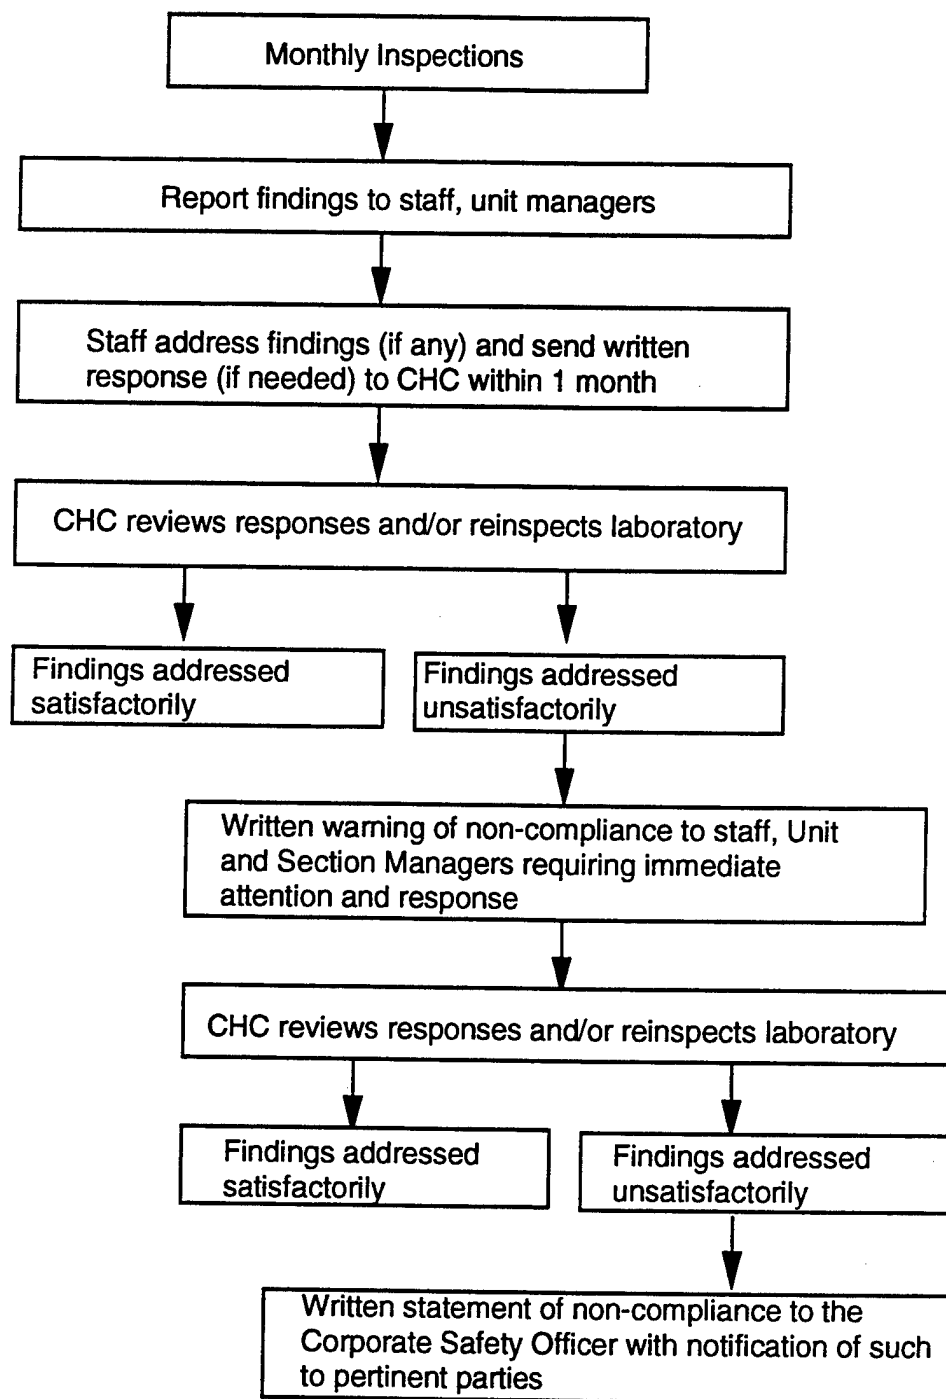 Monthly Inspections
Report findings to staff, unit managers
Staff address findings (if any) and send written
response (if needed) to CHC within 1 month
CHC reviews responses and/or reinspects laboratory
Findings addressed
satisfactorily
Findings addressed
unsatisfactorily
Written warning of non-compliance to staff, Unit
and Section Managers requiring immediate
attention and response
CHC reviews responses and/or reinspects laboratory
Findings addressed
satisfactorily
Findings addressed
unsatisfactorily
Written statement of non-compliance to the
Corporate Safety Officer with notification of such
to pertinent parties